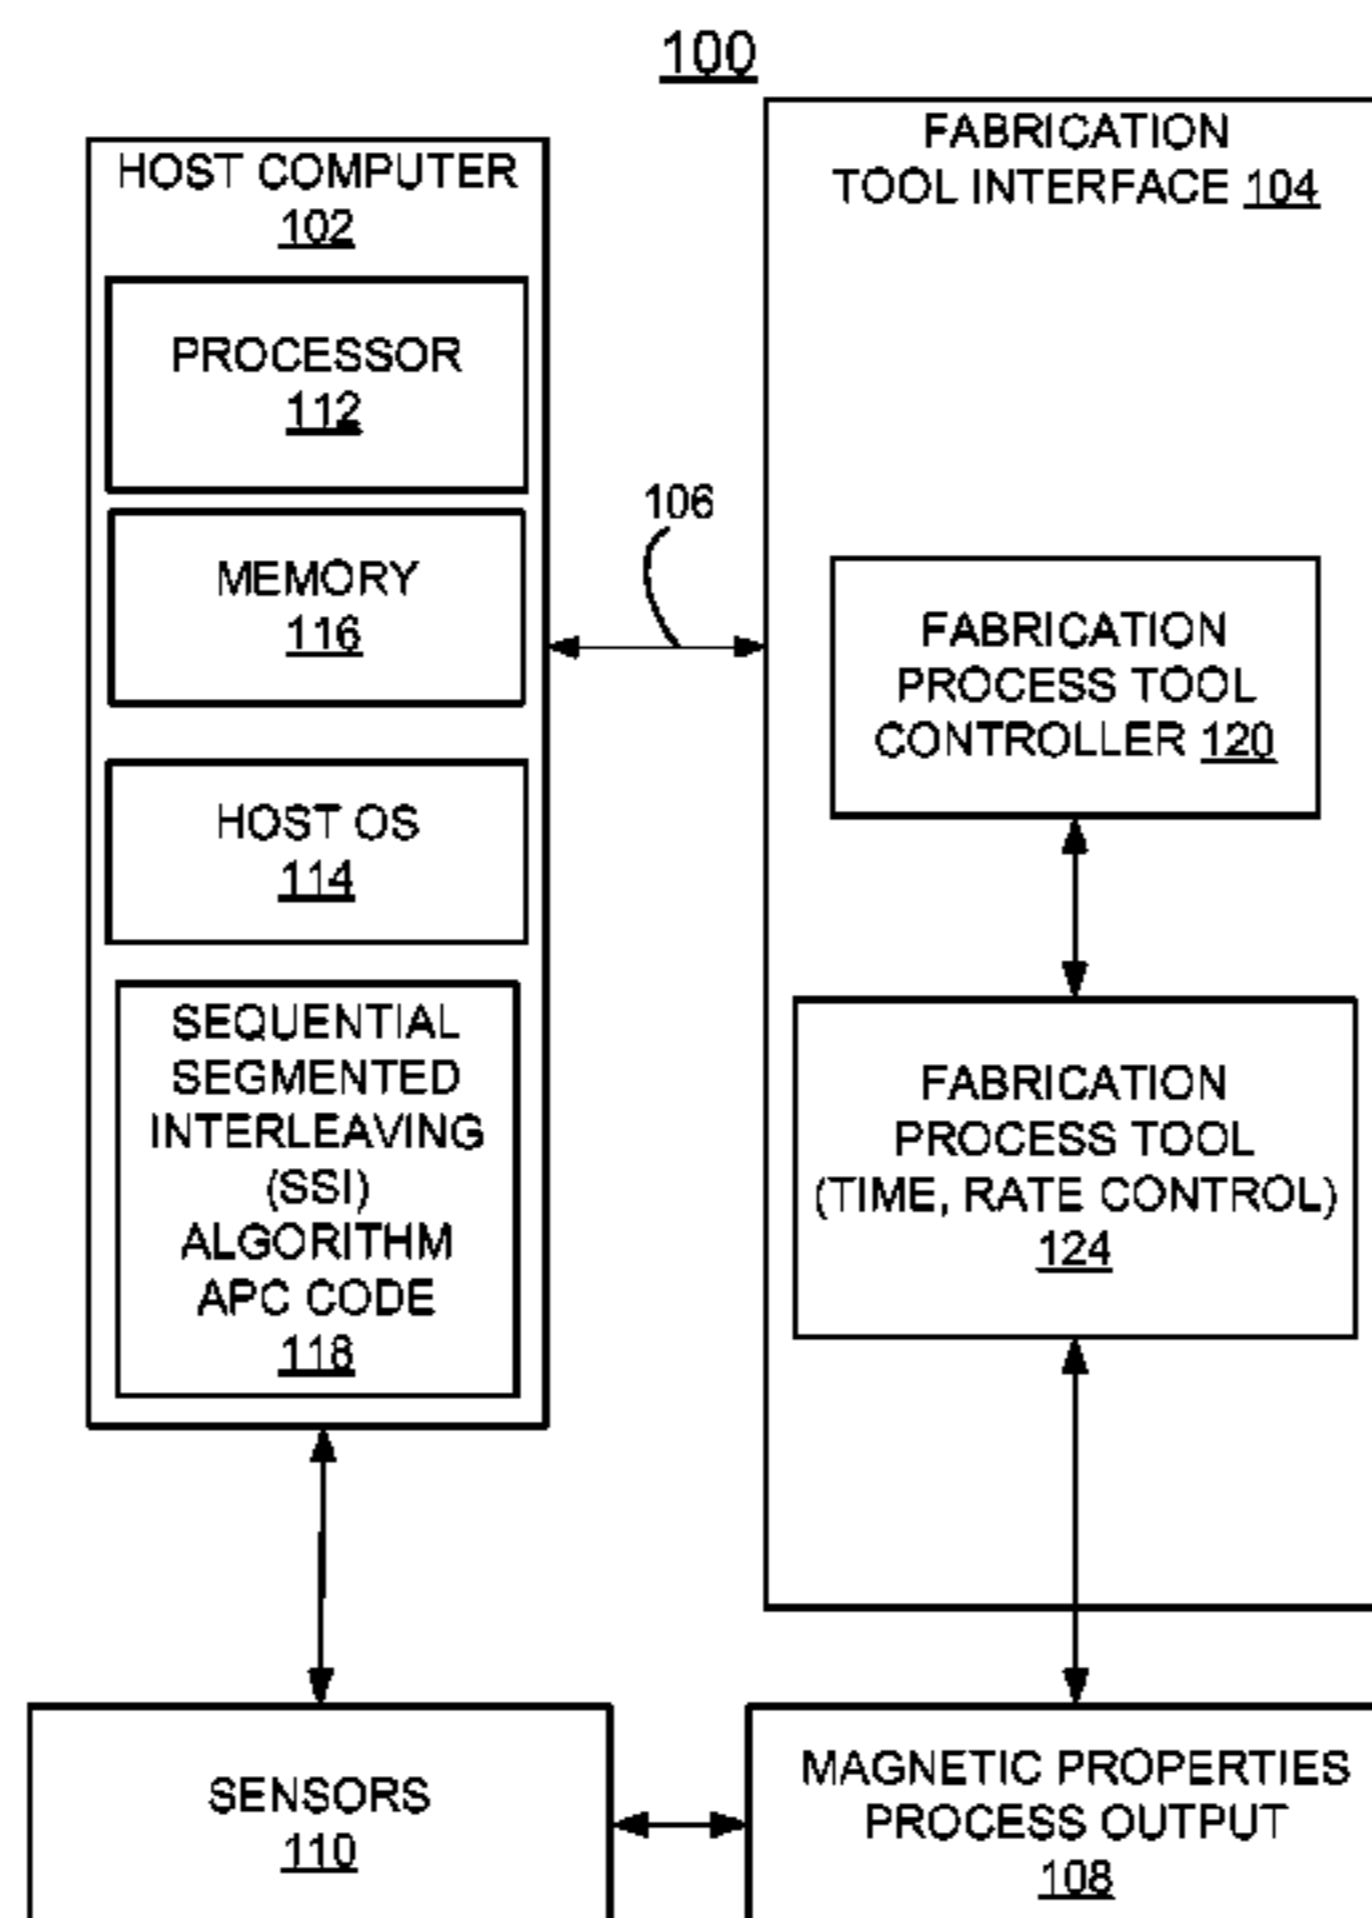 100
HOST COMPUTER
102
PROCESSOR
112
MEMORY
116
HOST OS
114
SEQUENTIAL
SEGMENTED
INTERLEAVING
(SSI)
ALGORITHM
APC CODE
118
106
FABRICATION
TOOL INTERFACE 104
FABRICATION
PROCESS TOOL
CONTROLLER 120
FABRICATION
PROCESS TOOL
(TIME, RATE CONTROL)
124
SENSORS
110
MAGNETIC PROPERTIES
PROCESS OUTPUT
108